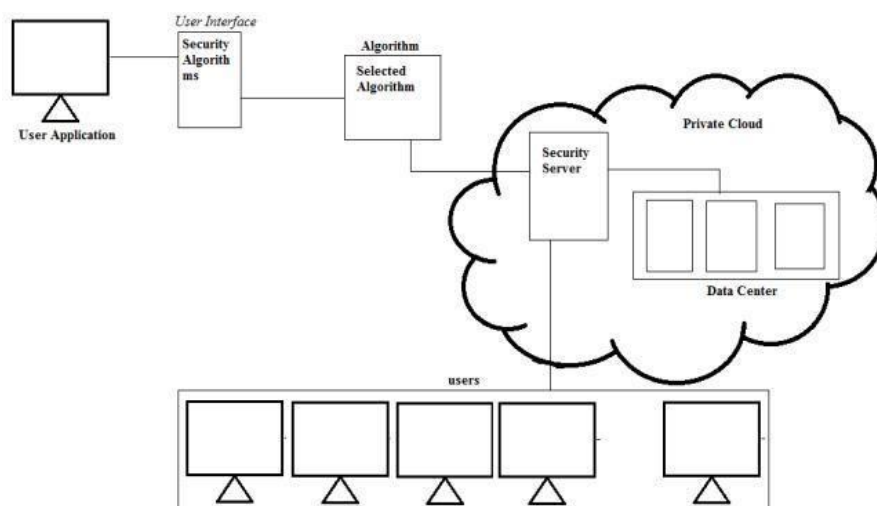 User Interface
Security
Algorith
ms
User Application
Algorithm
Selected
Algorithm
Private Cloud
Security
Server
Data Center
users